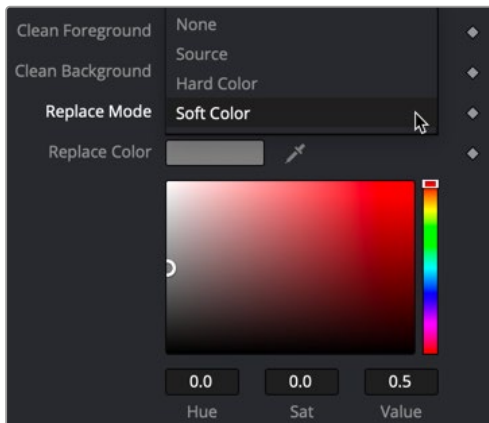 Clean Foreground
None
Source
Clean Background
Hard Color
Replace Mode
Soft Color
Replace Color
0.0 0.0 0.5
Hue Sat Value